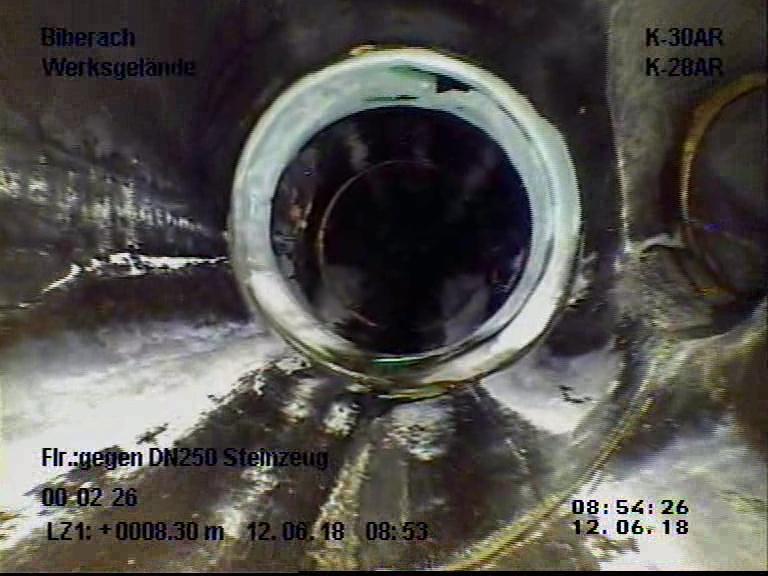 Biberach
Werksgelände
K-30AR
K-28AR
Flr.:gegen DN250 Steinzeug
00 02 26
LZ1: +0008.30 m 12.06.18 08:53
08:54:26
12.06.18